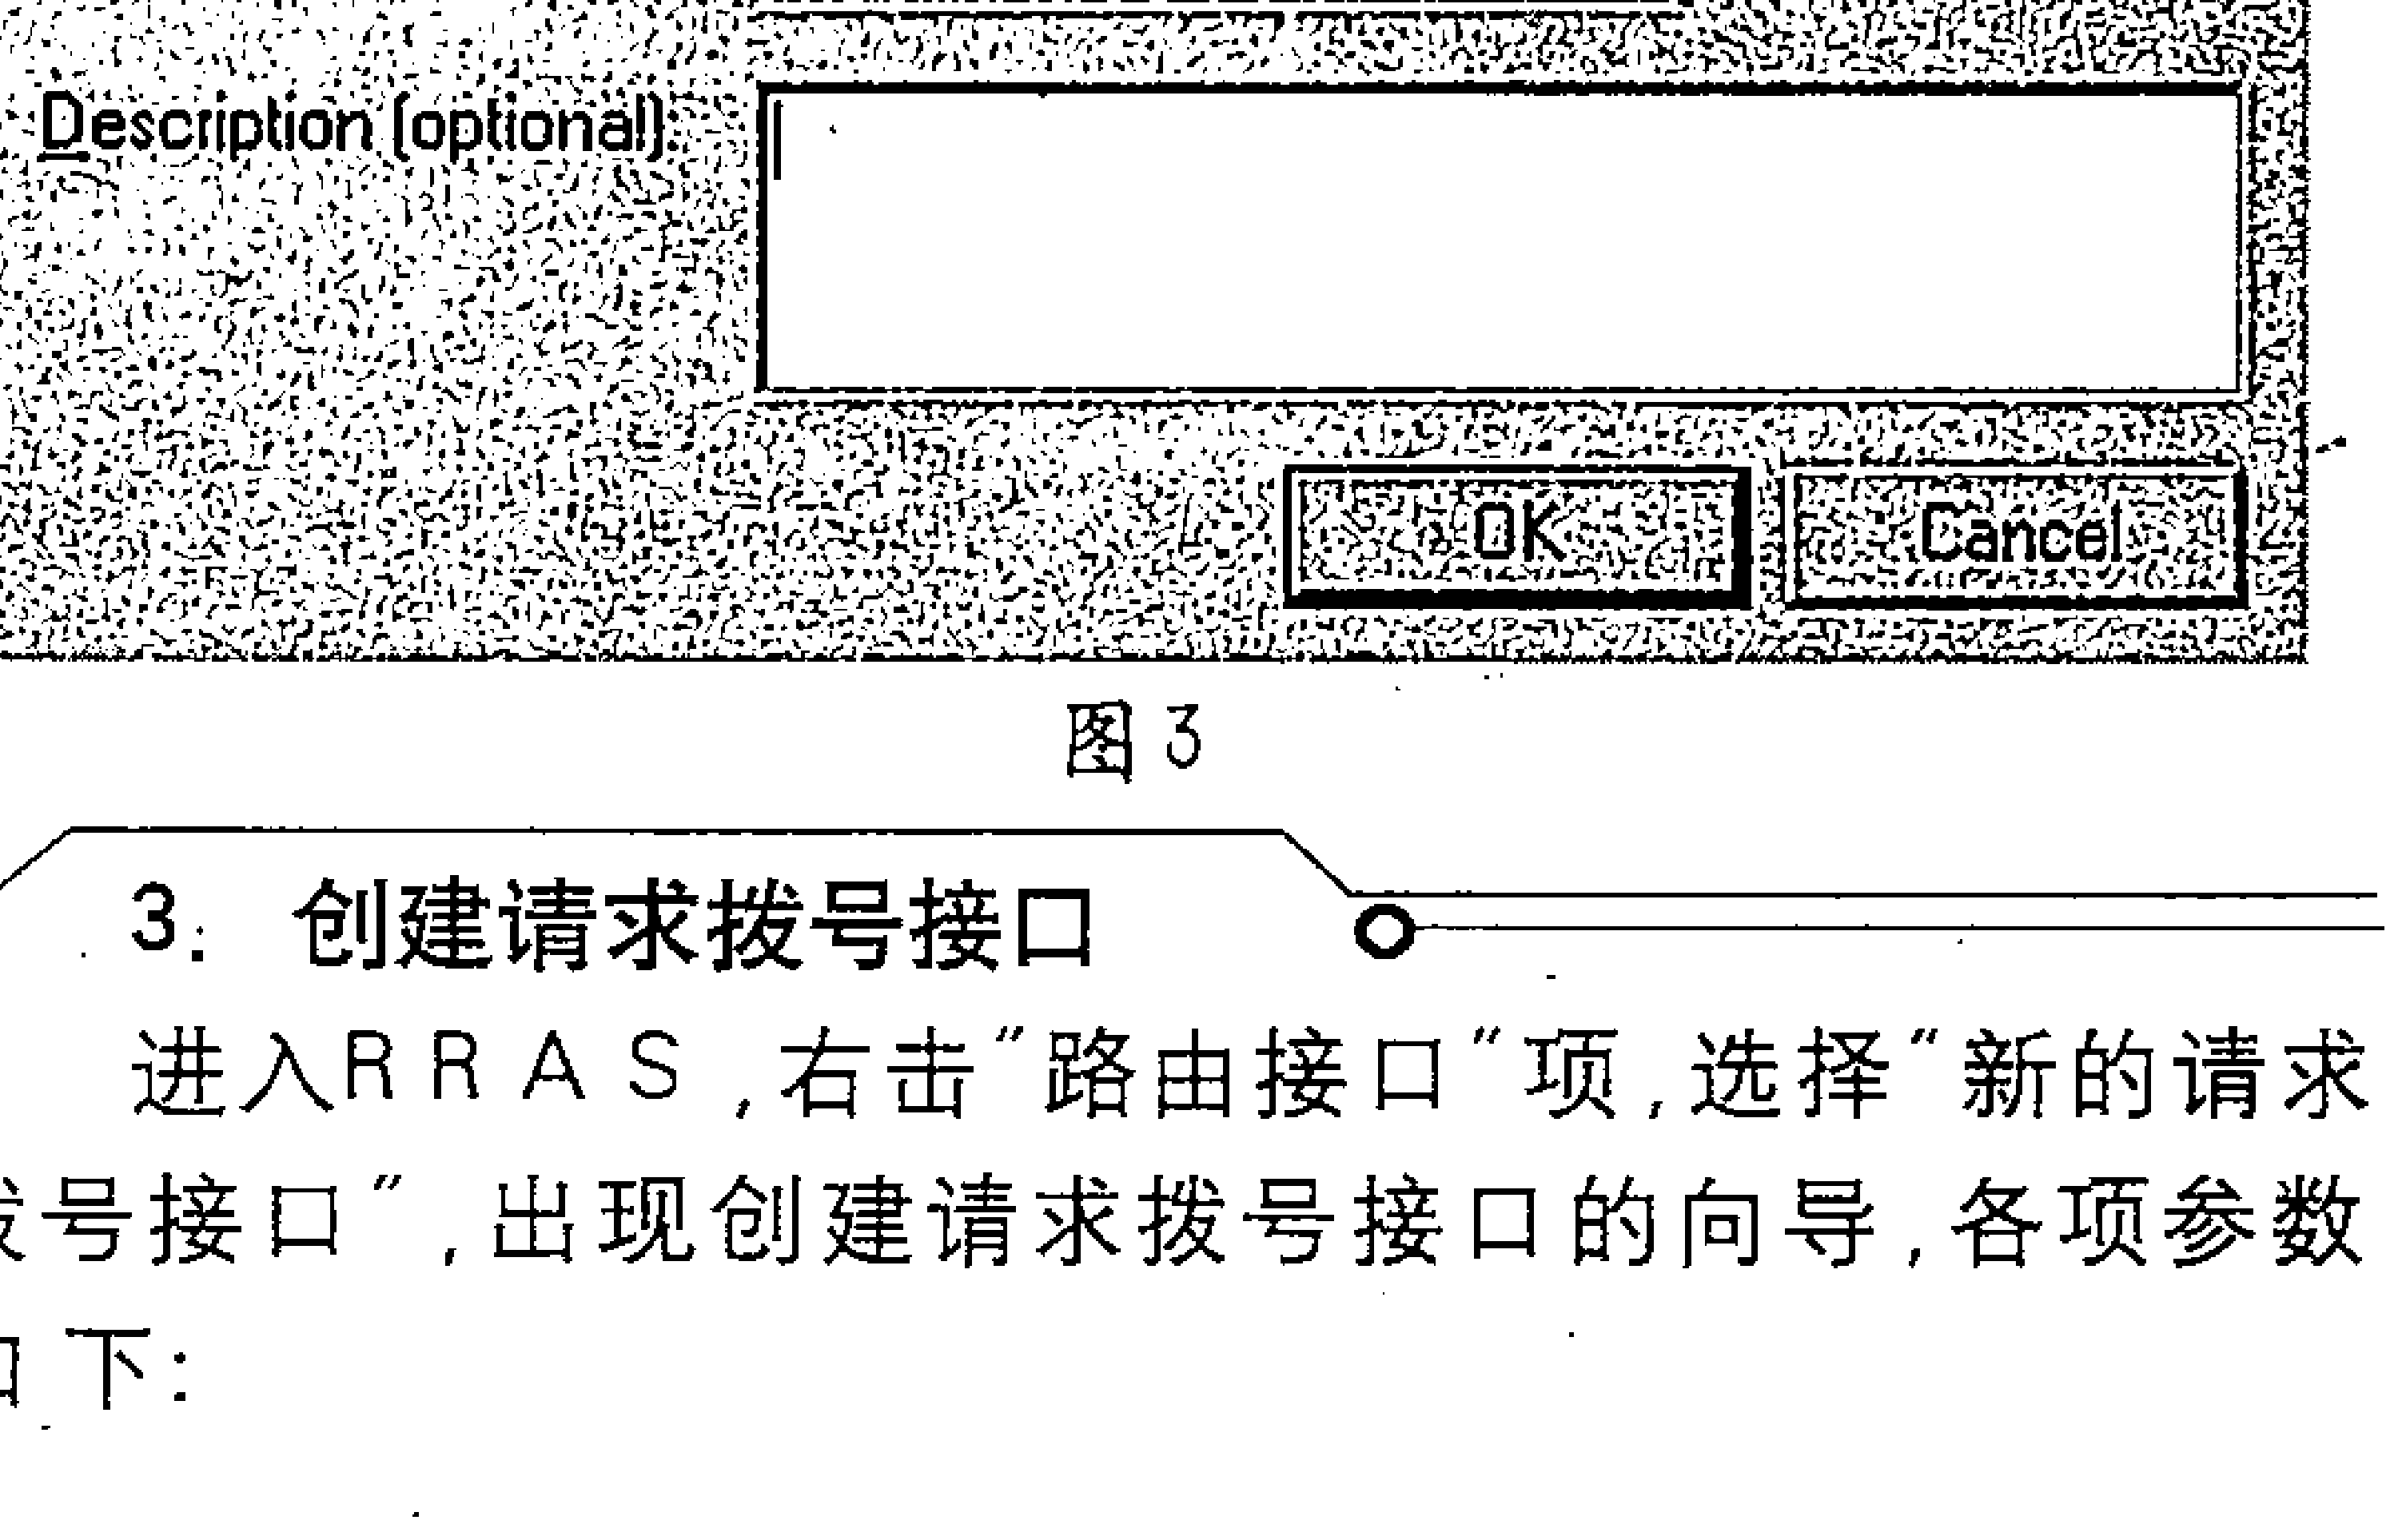 Description (optional):
OK Cancel
图 3
3. 创建请求拨号接口
进入RRAS,右击"路由接口"项,选择"新的请求
拨号接口",出现创建请求拨号接口的向导,各项参数
如下: